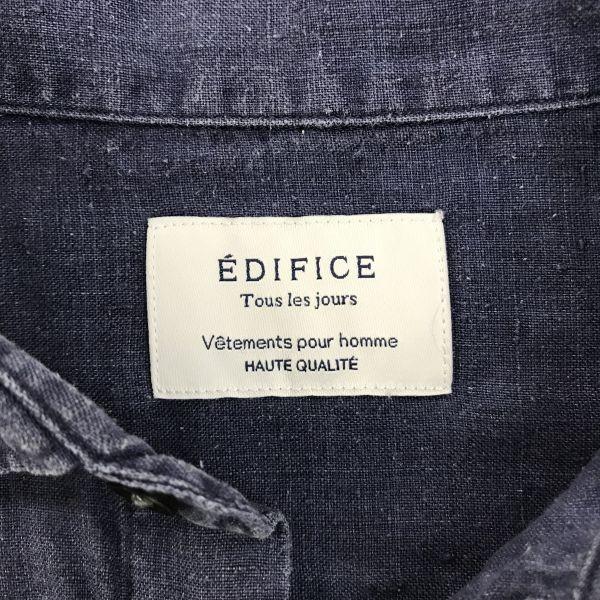 ÉDIFICE
Tous les jours
Vêtements pour homme
HAUTE QUALITÉ